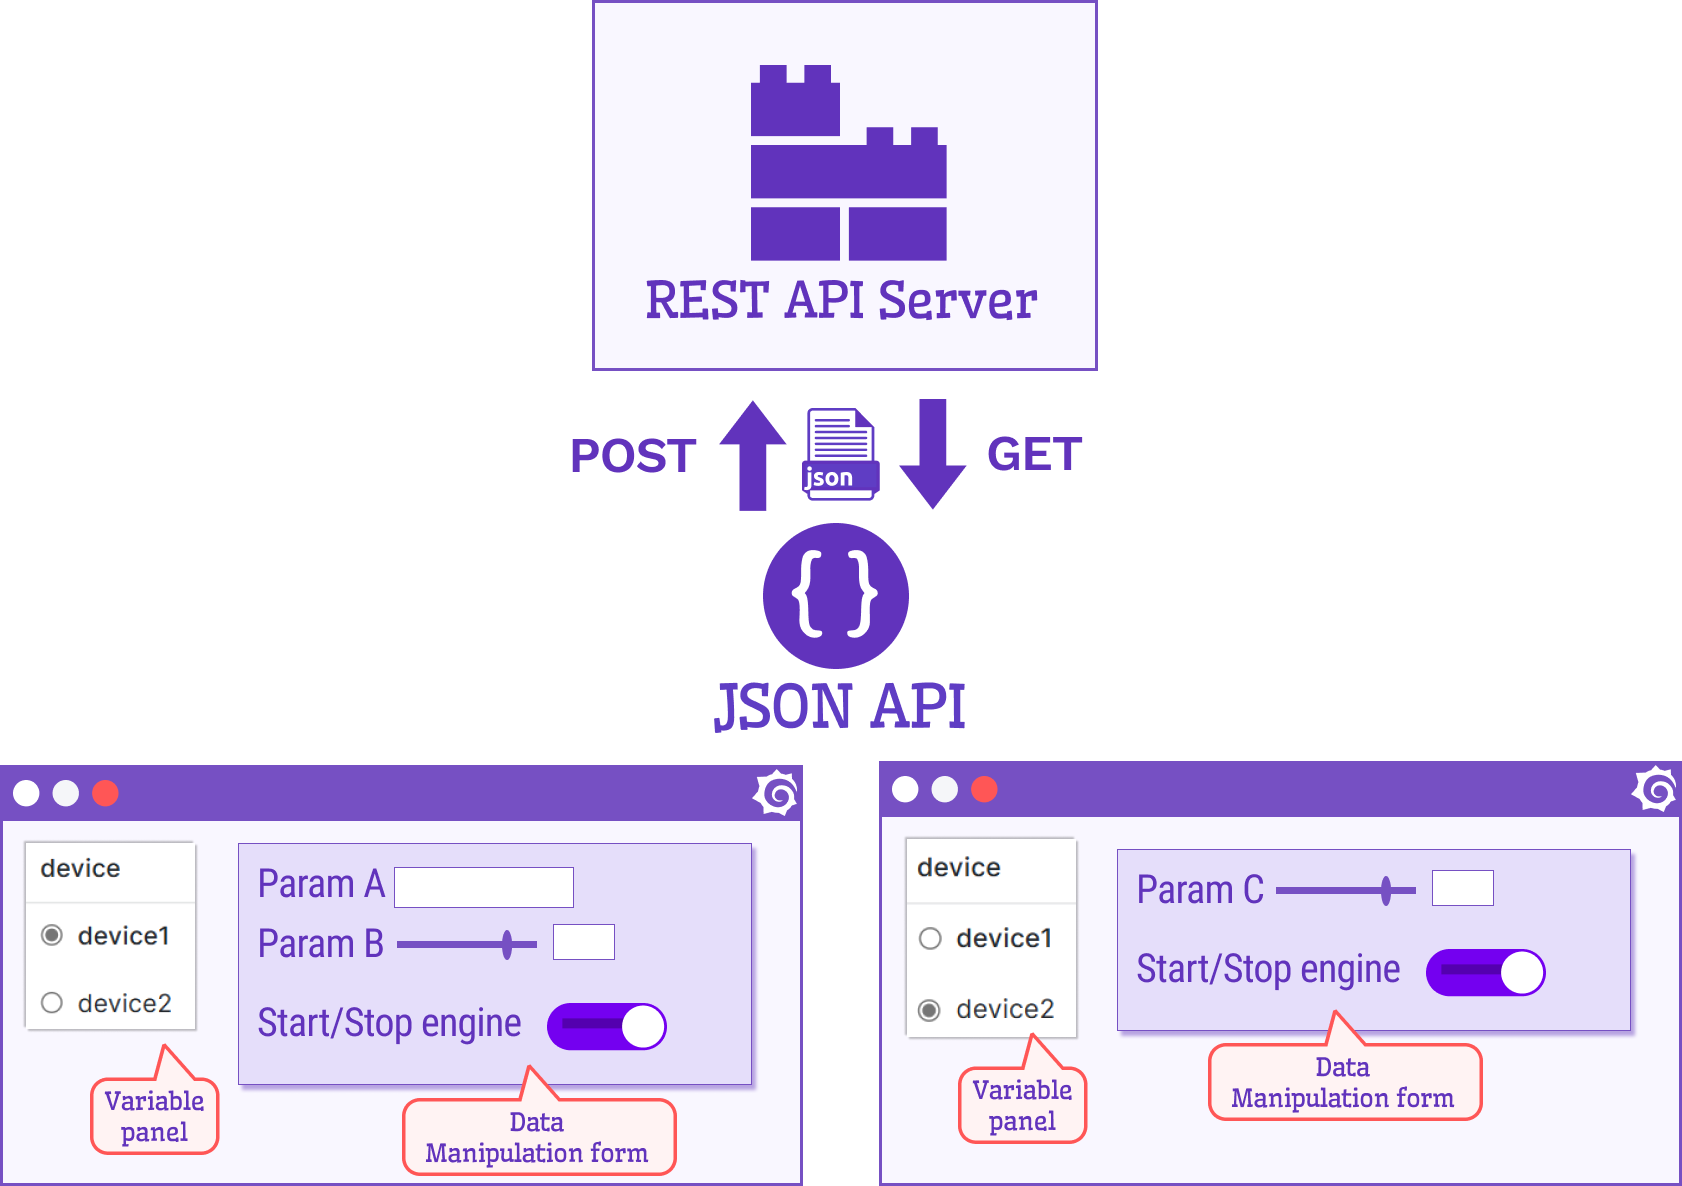 REST API Server
POST
json
GET
JSON API
device
device1
device2
Param A
Param B
Start/Stop engine
Variable
panel
Data
Manipulation form
device
device1
device2
Param C
Start/Stop engine
Variable
panel
Data
Manipulation form